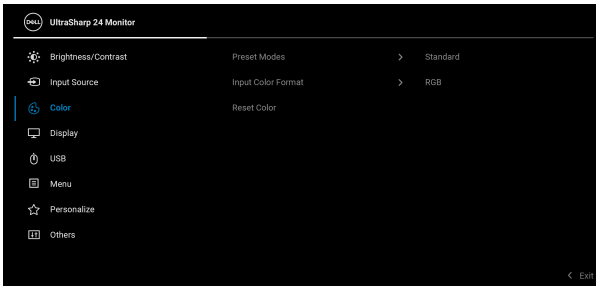 DELL UltraSharp 24 Monitor
Brightness/Contrast Preset Modes > Standard
Input Source Input Color Format > RGB
Color Reset Color
Display
USB
Menu
Personalize
Others
< Exit